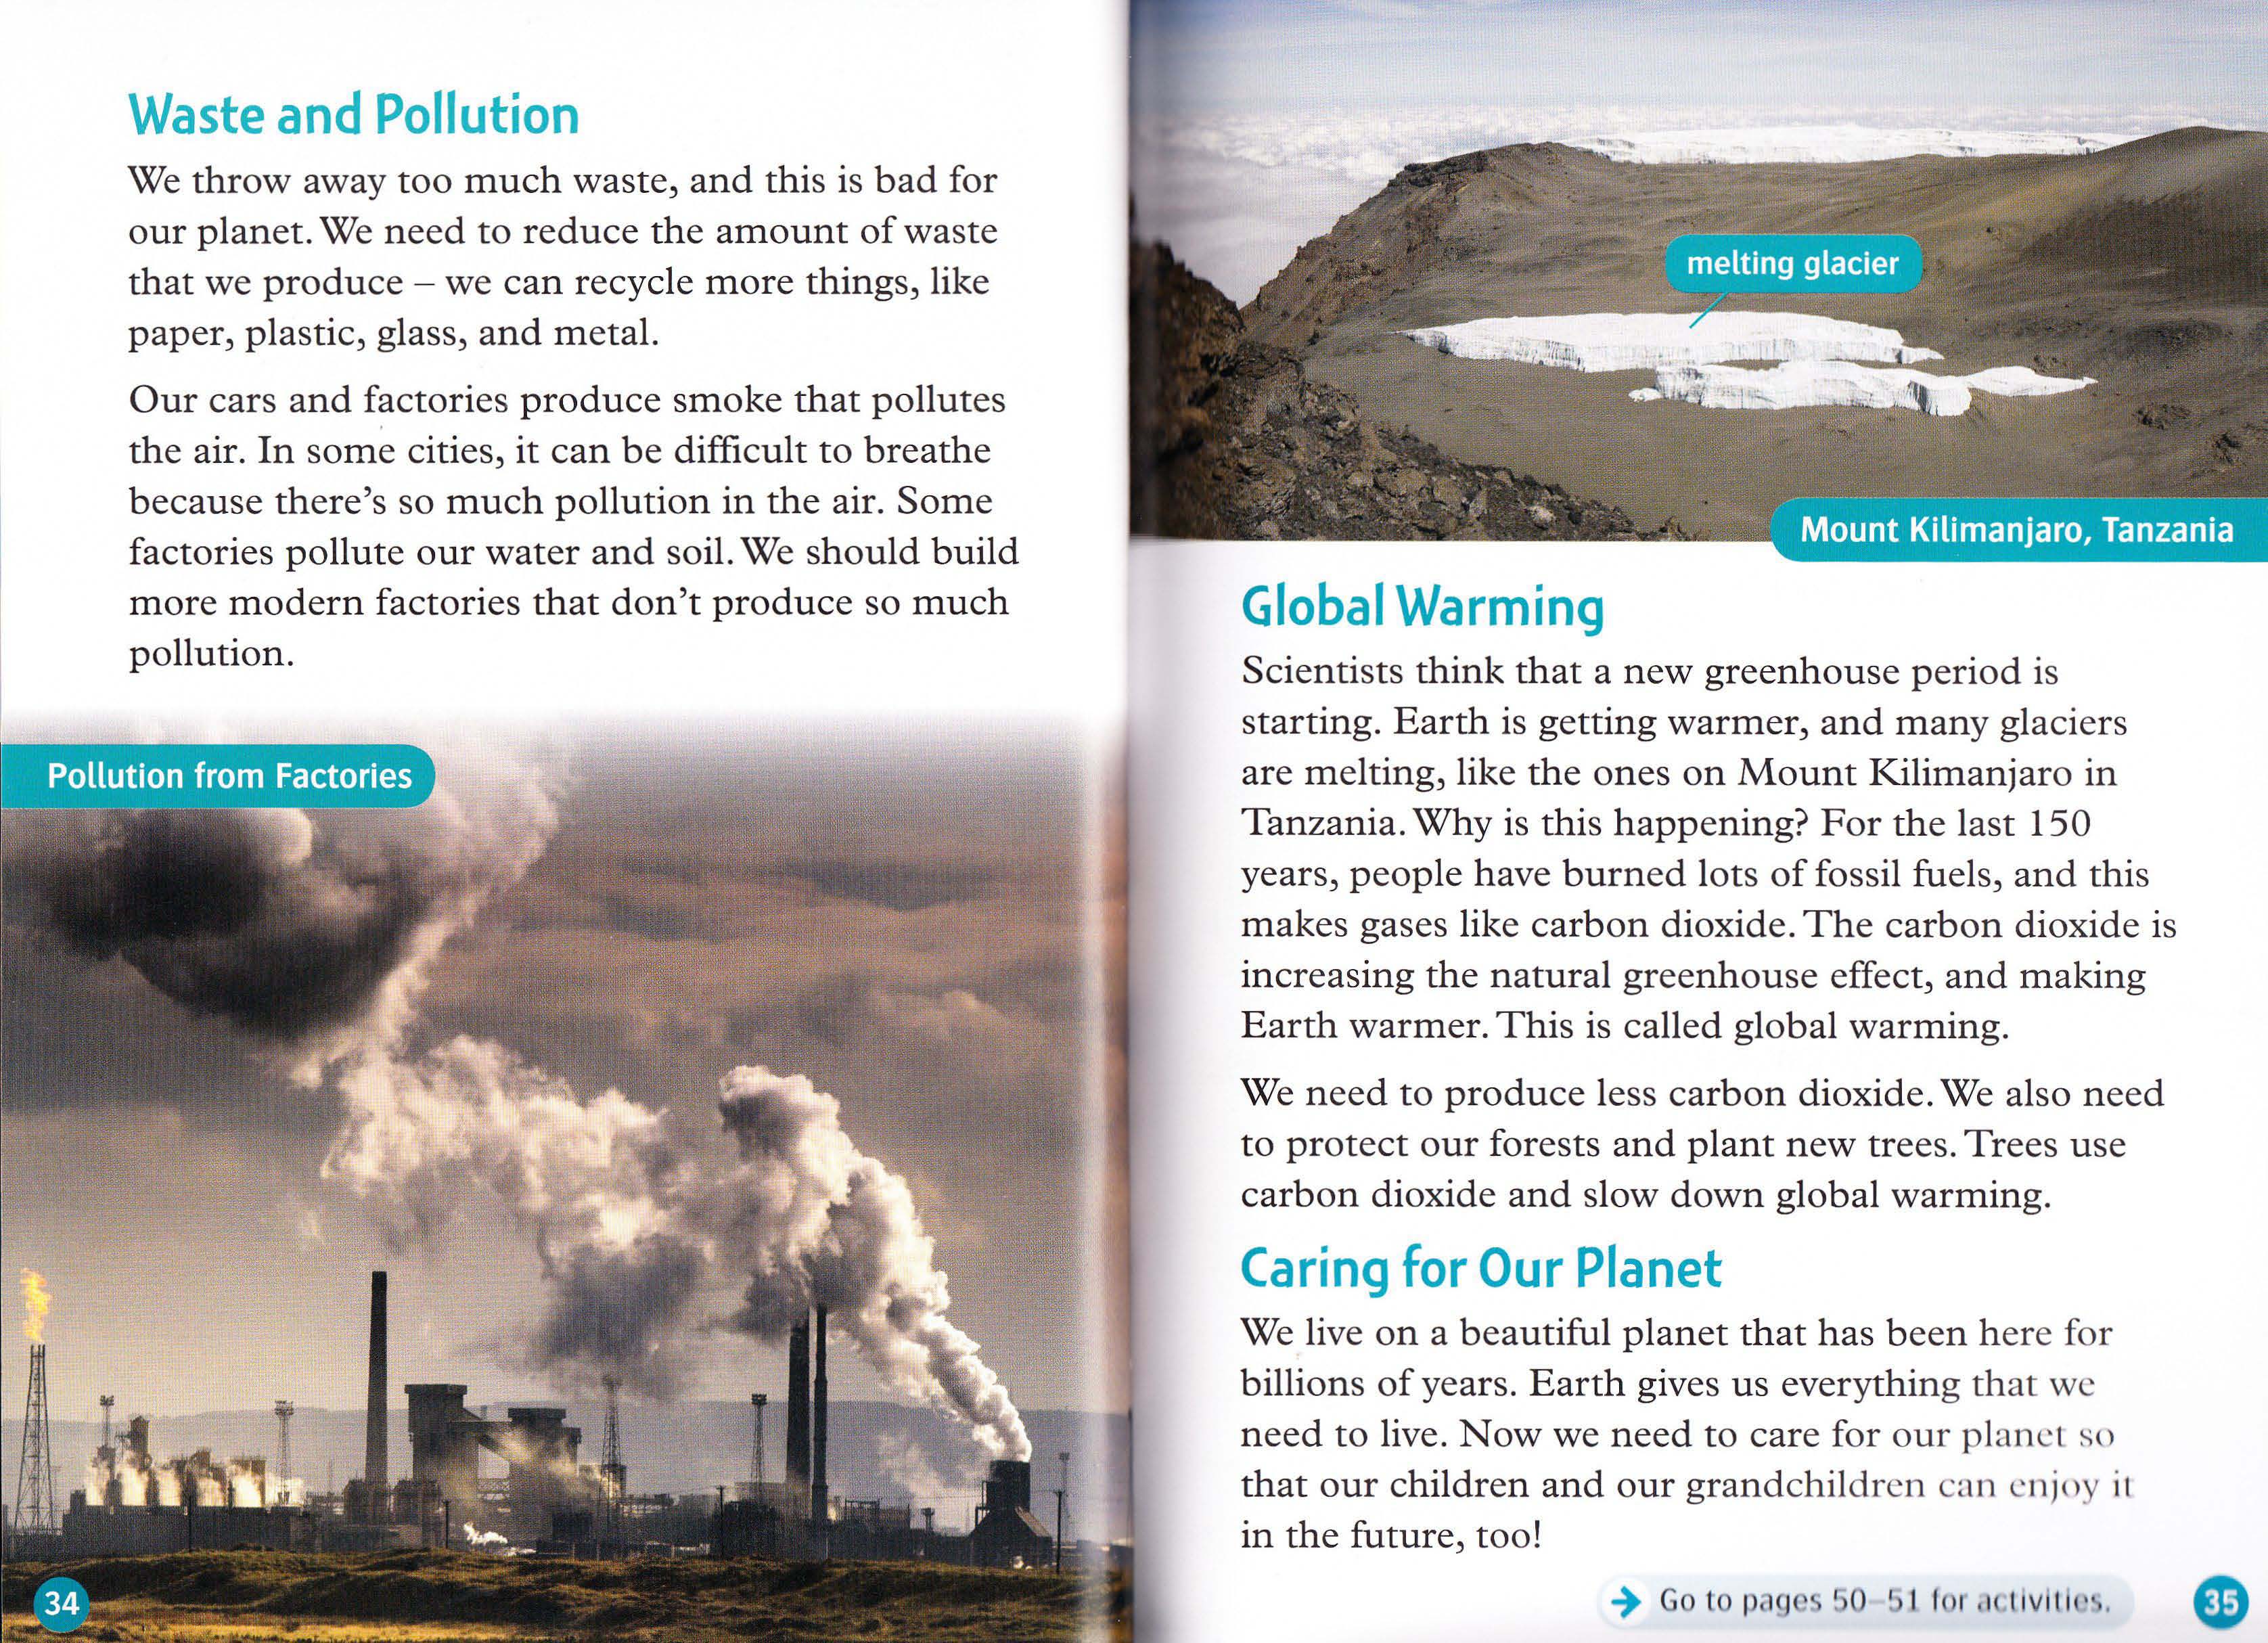 Waste and Pollution
We throw away too much waste, and this is bad for
our planet. We need to reduce the amount of waste
that we produce – we can recycle more things, like
paper, plastic, glass, and metal.
Our cars and factories produce smoke that pollutes
the air. In some cities, it can be difficult to breathe
because there's so much pollution in the air. Some
factories pollute our water and soil. We should build
more modern factories that don't produce so much
pollution.
Pollution from Factories
34
melting glacier
Mount Kilimanjaro, Tanzania
Global Warming
Scientists think that a new greenhouse period is
starting. Earth is getting warmer, and many glaciers
are melting, like the ones on Mount Kilimanjaro in
Tanzania. Why is this happening? For the last 150
years, people have burned lots of fossil fuels, and this
makes gases like carbon dioxide. The carbon dioxide is
increasing the natural greenhouse effect, and making
Earth warmer. This is called global warming.
We need to produce less carbon dioxide. We also need
to protect our forests and plant new trees. Trees use
carbon dioxide and slow down global warming.
Caring for Our Planet
We live on a beautiful planet that has been here for
billions of years. Earth gives us everything that we
need to live. Now we need to care for our planet so
that our children and our grandchildren can enjoy it
in the future, too!
Go to pages 50–51 for activities.
35